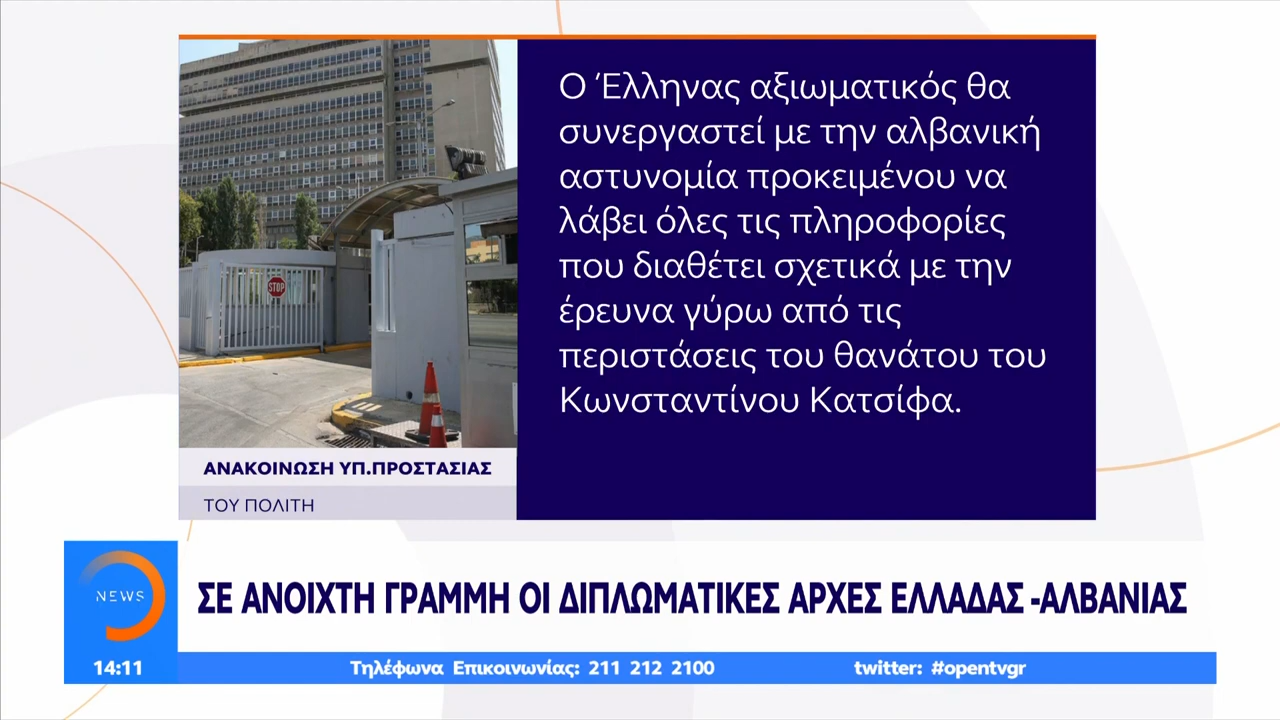 Ο Έλληνας αξιωματικός θα
συνεργαστεί με την αλβανική
αστυνομία προκειμένου να
λάβει όλες τις πληροφορίες
που διαθέτει σχετικά με την
έρευνα γύρω από τις
περιστάσεις του θανάτου του
Κωνσταντίνου Κατσίφα.
STOP
ΑΝΑΚΟΙΝΩΣΗ ΥΠ.ΠΡΟΣΤΑΣΙΑΣ
ΤΟΥ ΠΟΛΙΤΗ
NEWS
ΣΕ ΑΝΟΙΧΤΗ ΓΡΑΜΜΗ ΟΙ ΔΙΠΛΩΜΑΤΙΚΕΣ ΑΡΧΕΣ ΕΛΛΑΔΑΣ -ΑΛΒΑΝΙΑΣ
14:11
Τηλέφωνα Επικοινωνίας: 211 212 2100
twitter: #opentvgr